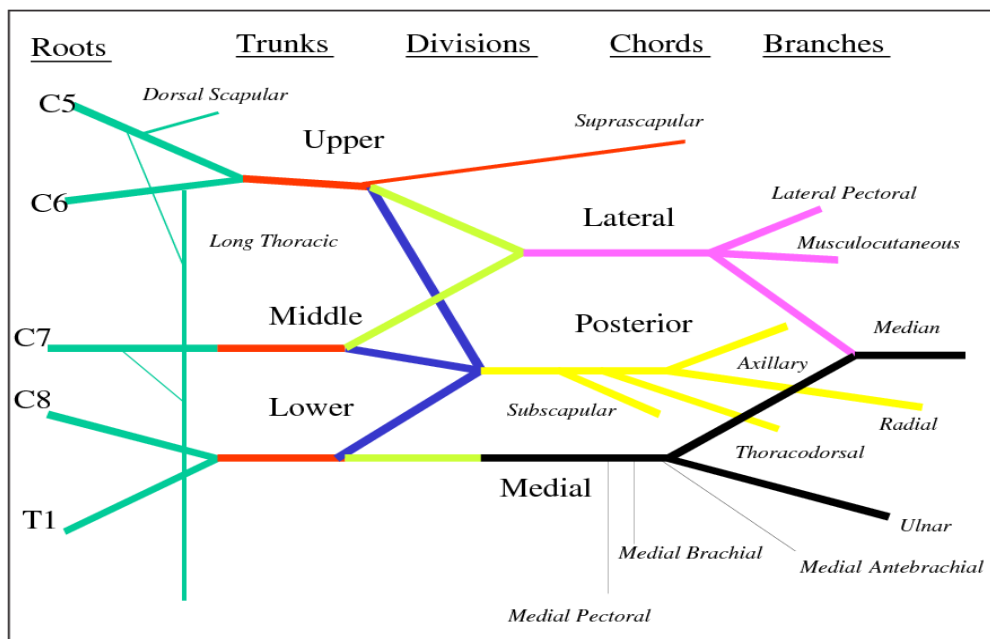 Roots
Trunks
Divisions
Chords
Branches
C5
Dorsal Scapular
Upper
Suprascapular
C6
Long Thoracic
Lateral
Lateral Pectoral
Musculocutaneous
C7
Middle
Posterior
Median
C8
Lower
Axillary
Subscapular
Radial
Thoracodorsal
T1
Medial
Ulnar
Medial Brachial
Medial Antebrachial
Medial Pectoral